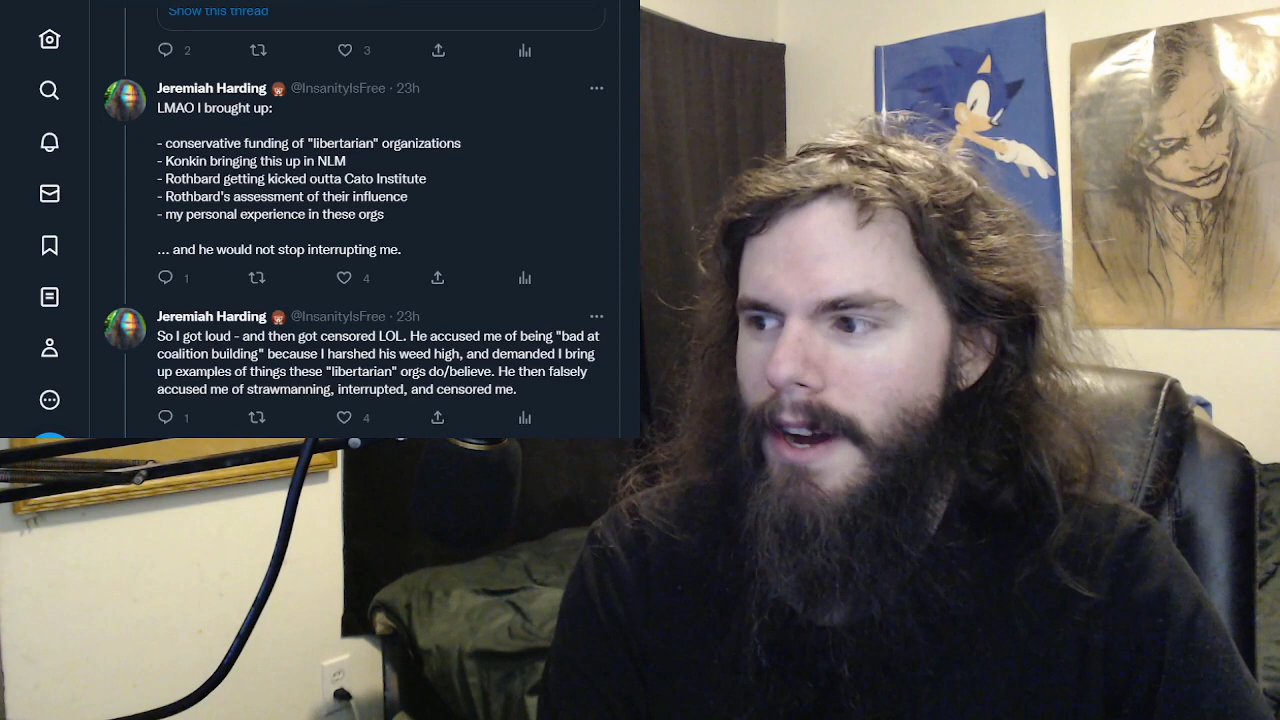 Show this thread
2
3
Jeremiah Harding @InsanityIsFree · 23h
LMAO I brought up:
- conservative funding of "libertarian" organizations
- Konkin bringing this up in NLM
- Rothbard getting kicked outta Cato Institute
- Rothbard's assessment of their influence
- my personal experience in these orgs
... and he would not stop interrupting me.
1
4
Jeremiah Harding @InsanityIsFree · 23h
So I got loud - and then got censored LOL. He accused me of being "bad at
coalition building" because I harshed his weed high, and demanded I bring
up examples of things these "libertarian" orgs do/believe. He then falsely
accused me of strawmanning, interrupted, and censored me.
1
4